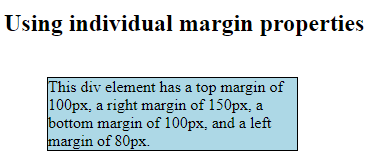 Using individual margin properties
This div element has a top margin of
100px, a right margin of 150px, a
bottom margin of 100px, and a left
margin of 80px.